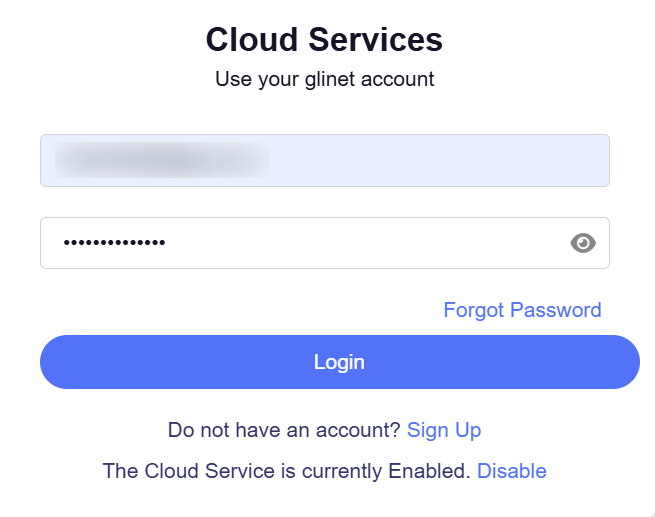 Cloud Services
Use your glinet account
••••••••••••••
Forgot Password
Login
Do not have an account? Sign Up
The Cloud Service is currently Enabled. Disable